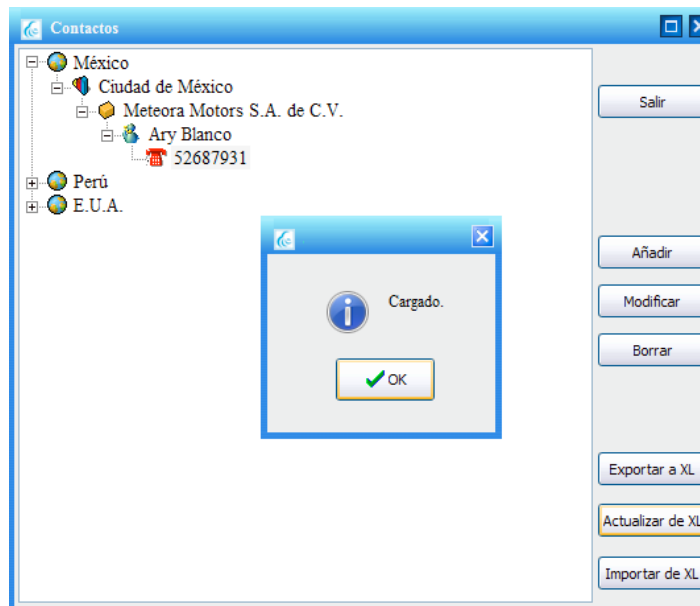 Contactos
México
Ciudad de México
Meteora Motors S.A. de C.V.
Ary Blanco
52687931
Perú
E.U.A.
Cargado.
OK
Salir
Añadir
Modificar
Borrar
Exportar a XL
Actualizar de XL
Importar de XL